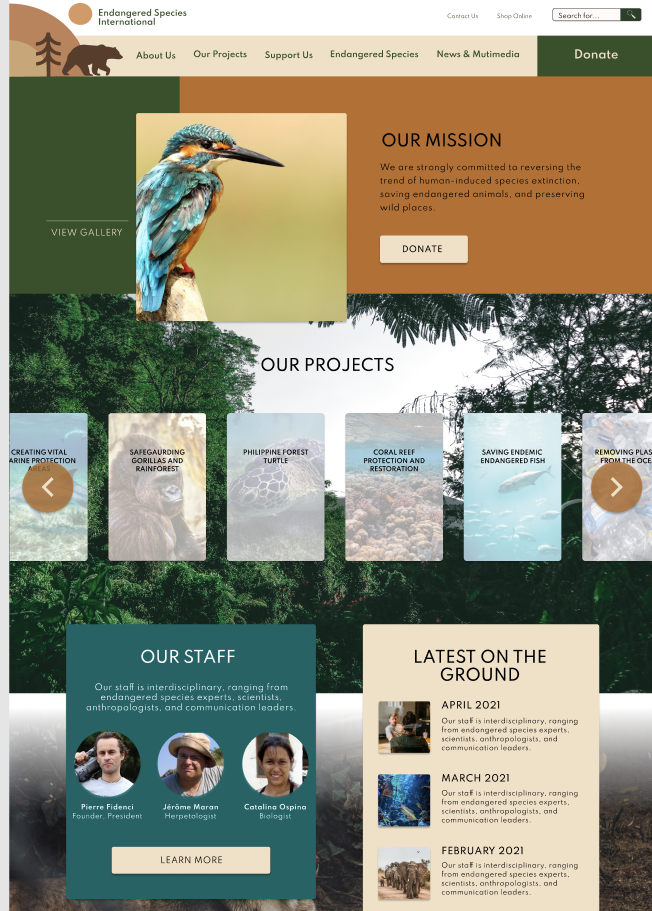 Endangered Species
International
Contact Us
Shop Online
Search for...
About Us
Our Projects
Support Us
Endangered Species
News & Mutimedia
Donate
OUR MISSION
We are strongly committed to reversing the
trend of human-induced species extinction,
saving endangered animals, and preserving
wild places.
DONATE
VIEW GALLERY
OUR PROJECTS
CREATING VITAL
ARINE PROTECTION
AREAS
SAFEGAURDING
GORILLAS AND
RAINFOREST
PHILIPPINE FOREST
TURTLE
CORAL REEF
PROTECTION AND
RESTORATION
SAVING ENDEMIC
ENDANGERED FISH
REMOVING PLAS
FROM THE OCE
OUR STAFF
Our staff is interdisciplinary, ranging from
endangered species experts, scientists,
anthropologists, and communication leaders.
Pierre Fidenci
Founder, President
Jérôme Maran
Herpetologist
Catalina Ospina
Biologist
LEARN MORE
LATEST ON THE
GROUND
APRIL 2021
Our staff is interdisciplinary, ranging
from endangered species experts,
scientists, anthropologists, and
communication leaders.
MARCH 2021
Our staff is interdisciplinary, ranging
from endangered species experts,
scientists, anthropologists, and
communication leaders.
FEBRUARY 2021
Our staff is interdisciplinary, ranging
from endangered species experts,
scientists, anthropologists, and
communication leaders.